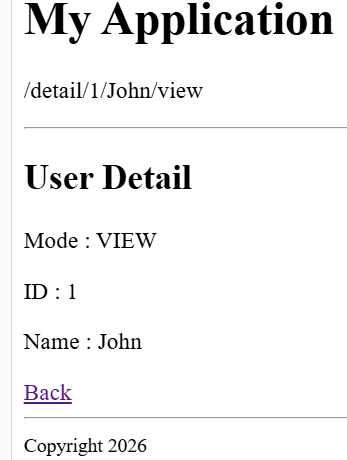 My Application
/detail/1/John/view
User Detail
Mode : VIEW
ID : 1
Name : John
Back
Copyright 2026